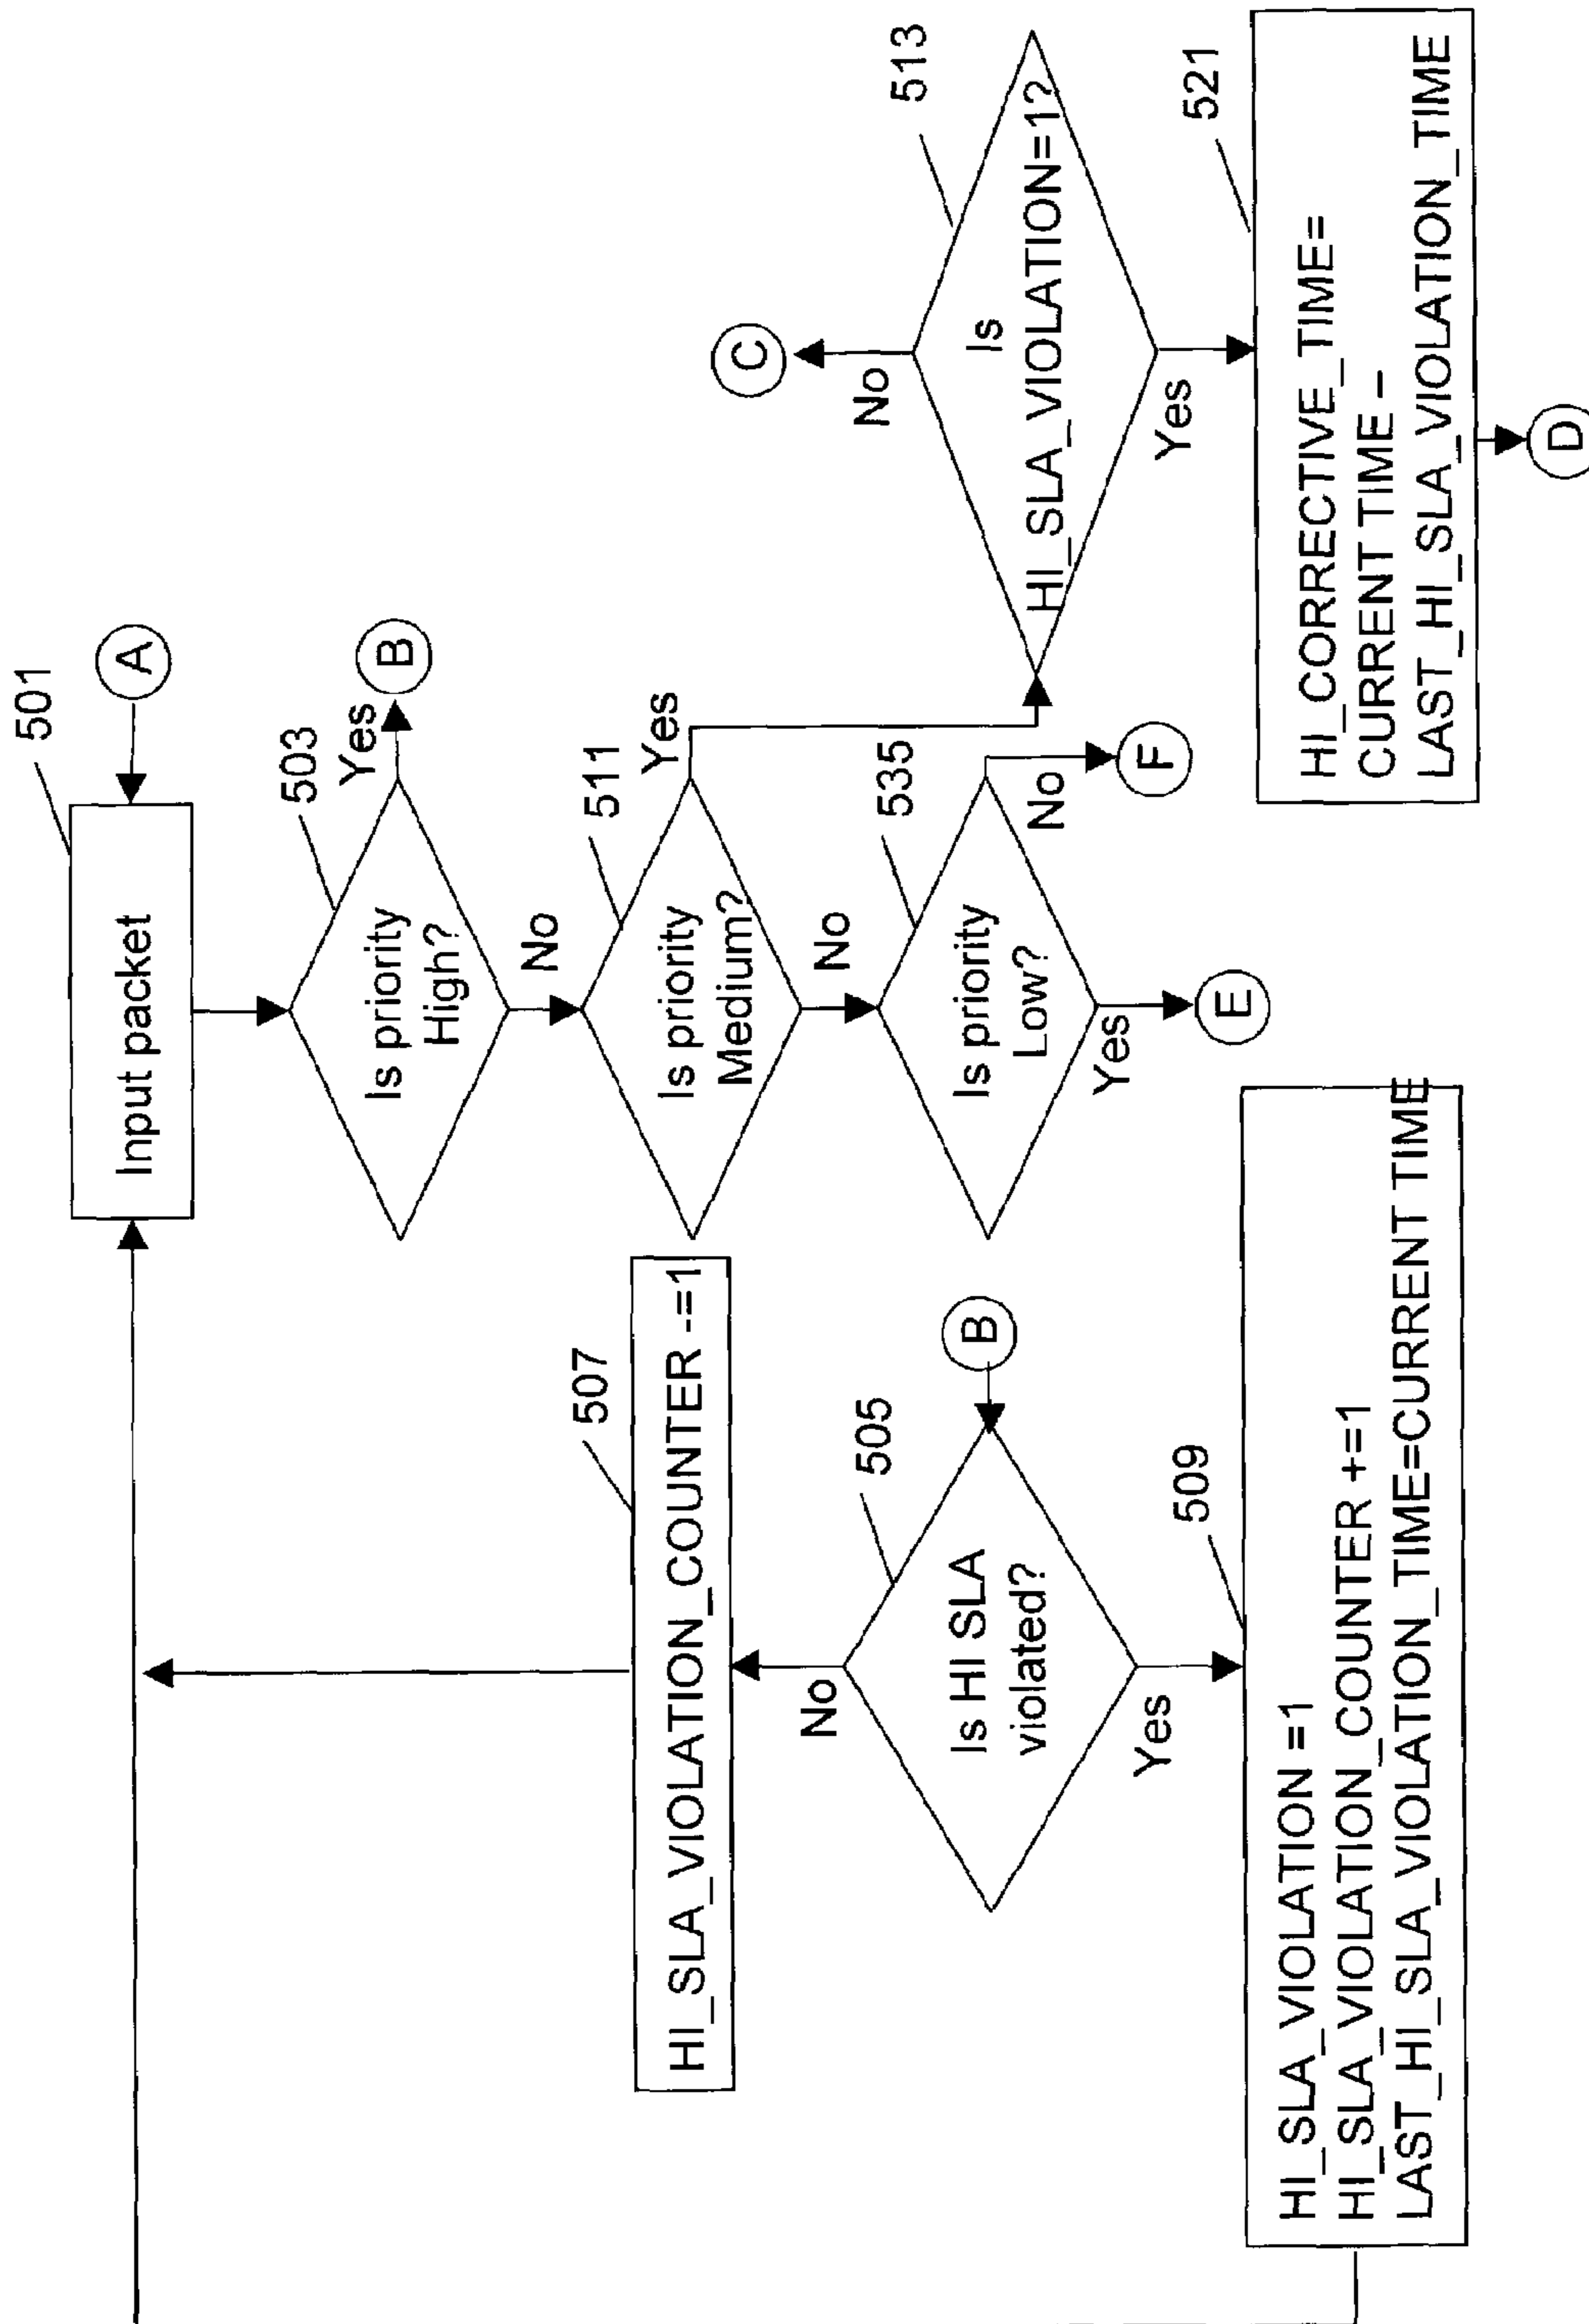 501
Input packet
A
503
Is priority
High?
Yes
B
No
511
Is priority
Medium?
Yes
No
535
Is priority
Low?
No
F
Yes
E
507
HI_SLA_VIOLATION_COUNTER -=1
B
505
Is HI SLA
violated?
No
Yes
509
HI_SLA_VIOLATION =1
HI_SLA_VIOLATION_COUNTER +=1
LAST_HI_SLA_VIOLATION_TIME=CURRENT TIME
513
Is
HI_SLA_VIOLATION=1?
No
C
Yes
521
HI_CORRECTIVE_TIME=
CURRENT TIME –
LAST_HI_SLA_VIOLATION_TIME
D